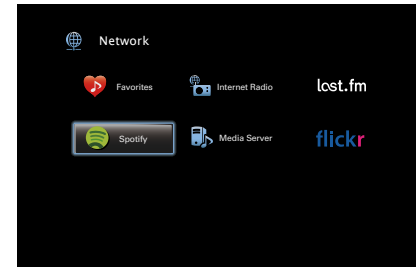 Network
Favorites Internet Radio last.fm
Spotify Media Server flickr